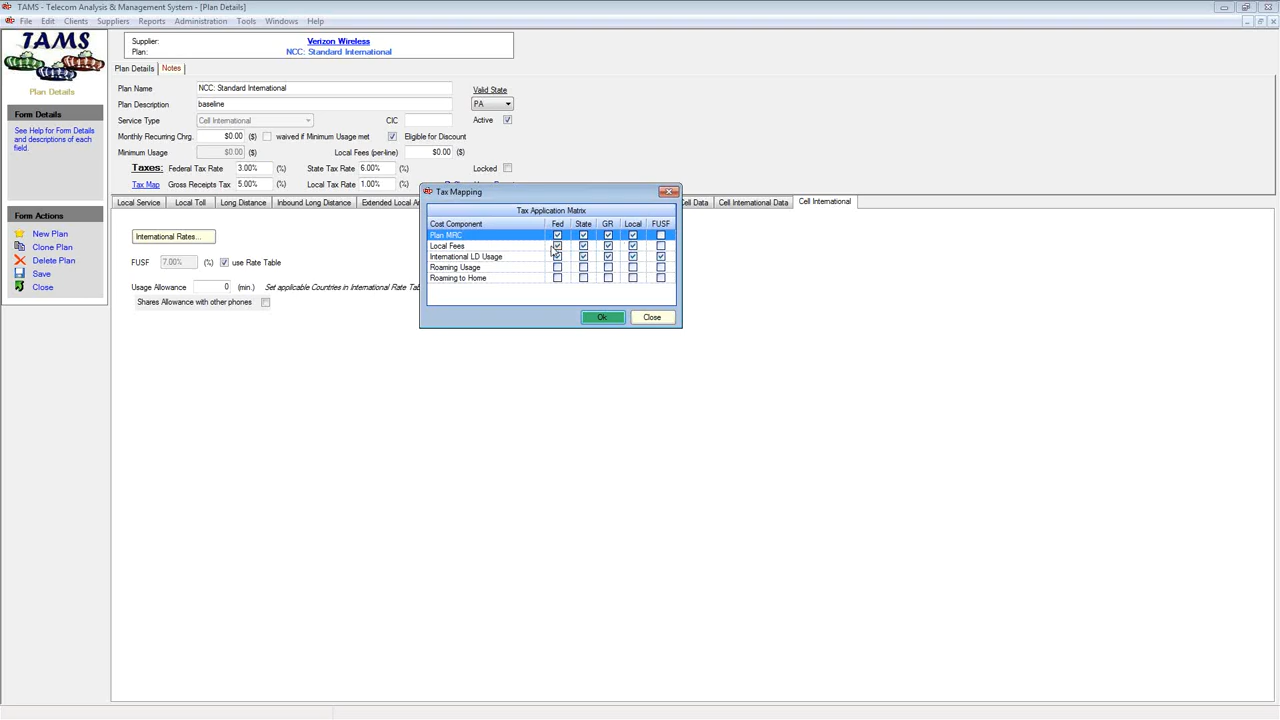 TAMS - Telecom Analysis & Management System - [Plan Details]
File Edit Clients Suppliers Reports Administration Tools Windows Help
TAMS
Plan Details
Form Details
See Help for Form Details
and descriptions of each
field.
Form Actions
New Plan
Clone Plan
Delete Plan
Save
Close
Supplier: Verizon Wireless
Plan: NCC: Standard International
Plan Details Notes
Plan Name NCC: Standard International Valid State
Plan Description baseline PA
Service Type Cell International CIC Active
Monthly Recurring Chrg. $0.00 ($) waived if Minimum Usage met Eligible for Discount
Minimum Usage $0.00 ($) Local Fees (per-line) $0.00 ($)
Taxes: Federal Tax Rate 3.00% (%) State Tax Rate 6.00% (%) Locked
Tax Map Gross Receipts Tax 5.00% (%) Local Tax Rate 1.00% (%)
Local Service Local Toll Long Distance Inbound Long Distance Extended Local Cell Data Cell International Data Cell International
International Rates...
FUSF 7.00% (%) use Rate Table
Usage Allowance 0 (min.) Set applicable Countries in International Rate
Shares Allowance with other phones
Tax Mapping
Tax Application Matrix
Cost Component Fed State GR Local FUSF
Plan MRC
Local Fees
International LD Usage
Roaming Usage
Roaming to Home
Ok Close